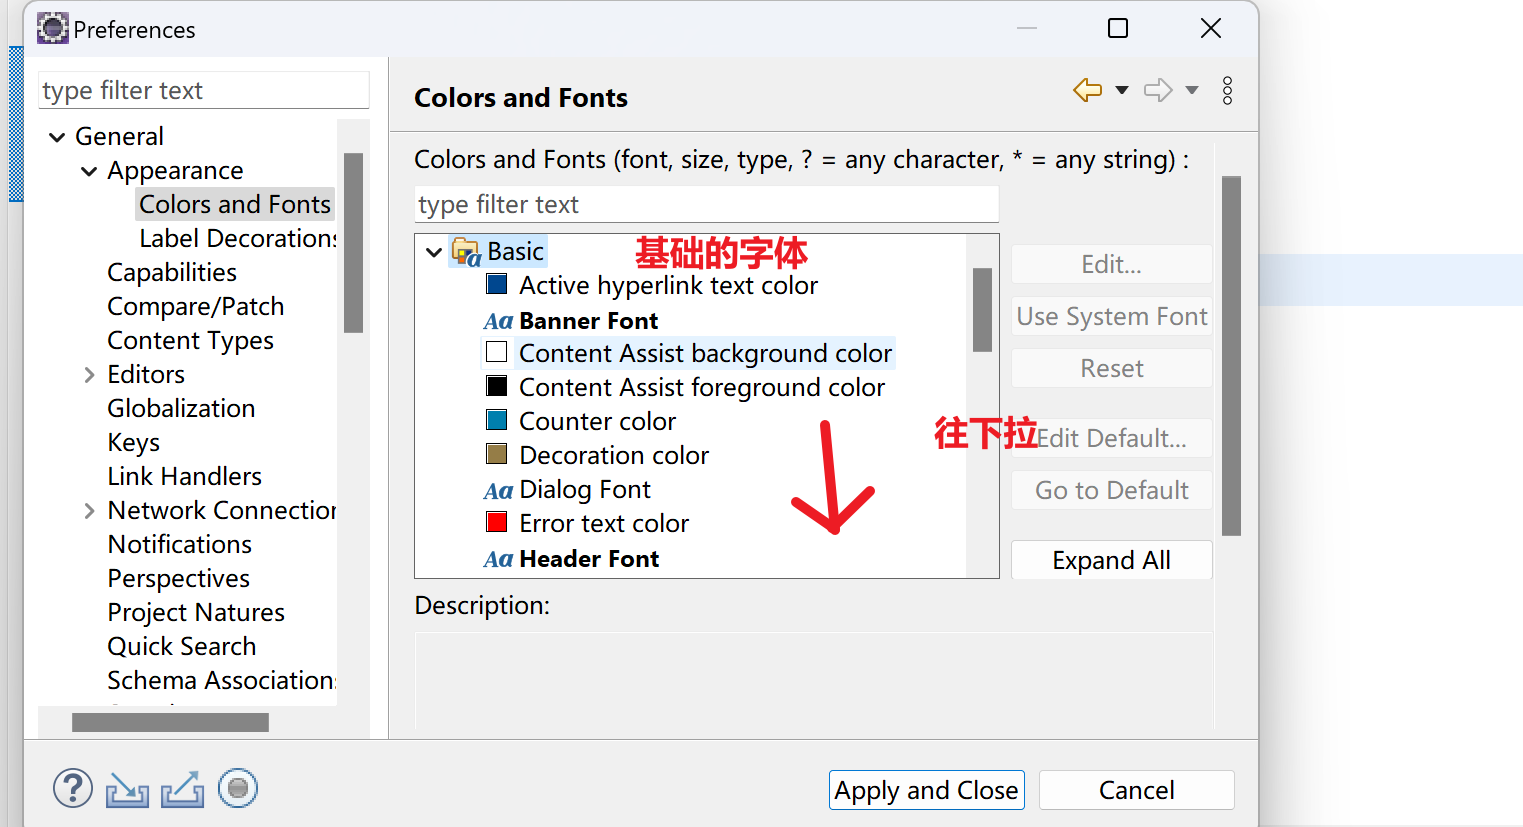 Preferences
type filter text
General
Appearance
Colors and Fonts
Label Decorations
Capabilities
Compare/Patch
Content Types
Editors
Globalization
Keys
Link Handlers
Network Connection
Notifications
Perspectives
Project Natures
Quick Search
Schema Associations
Colors and Fonts
Colors and Fonts (font, size, type, ? = any character, * = any string) :
type filter text
Basic 基础的字体
Active hyperlink text color
Aa Banner Font
Content Assist background color
Content Assist foreground color
Counter color
Decoration color
Aa Dialog Font
Error text color
Aa Header Font
往下拉
Edit...
Use System Font
Reset
Edit Default...
Go to Default
Expand All
Description:
Apply and Close
Cancel